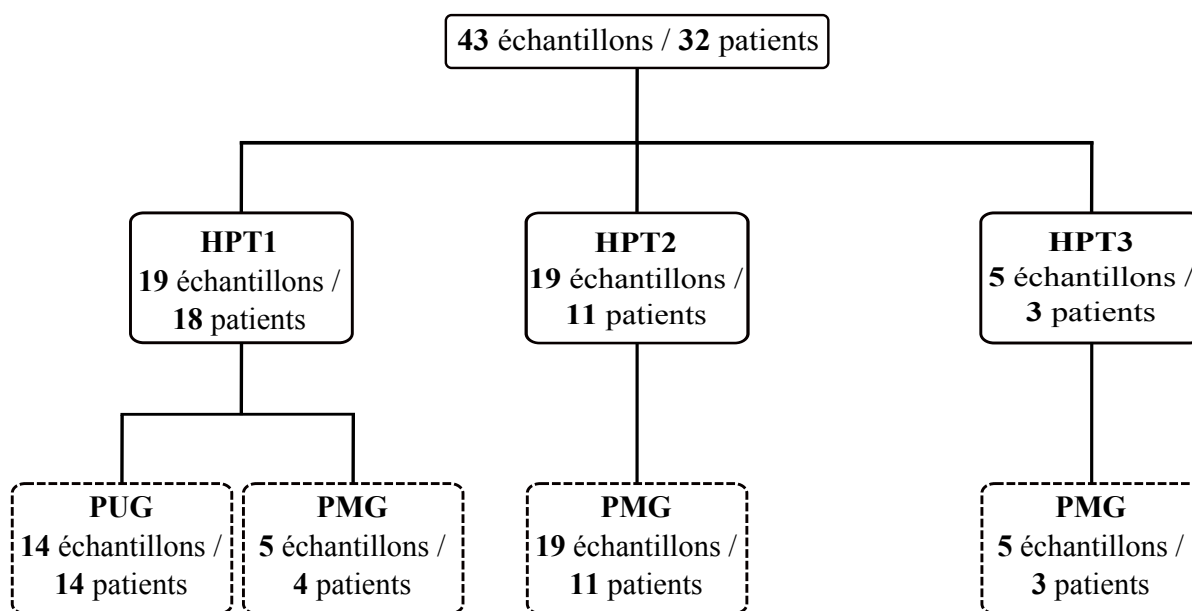 43 échantillons / 32 patients
HPT1
19 échantillons /
18 patients
HPT2
19 échantillons /
11 patients
HPT3
5 échantillons /
3 patients
PUG
14 échantillons /
14 patients
PMG
5 échantillons /
4 patients
PMG
19 échantillons /
11 patients
PMG
5 échantillons /
3 patients